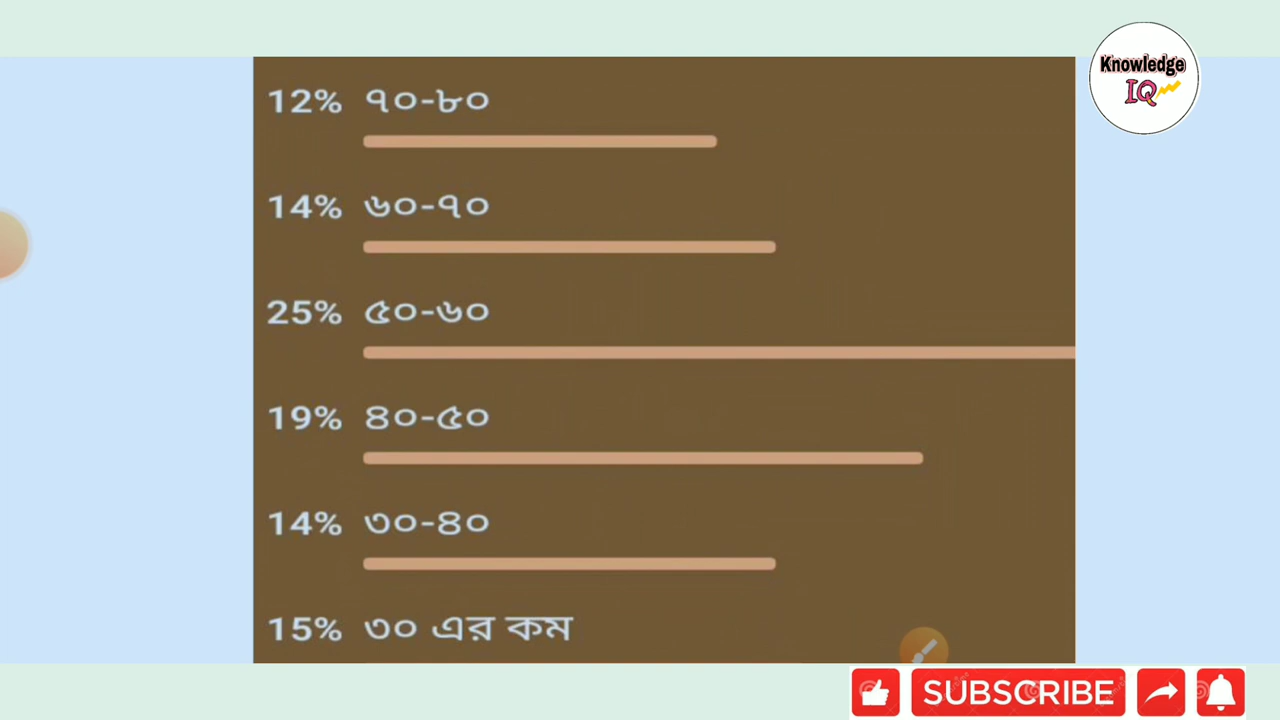 Knowledge
IQ
12% ৭০-৮০
14% ৬০-৭০
25% ৫০-৬০
19% ৪০-৫০
14% ৩০-৪০
15% ৩০ এর কম
SUBSCRIBE